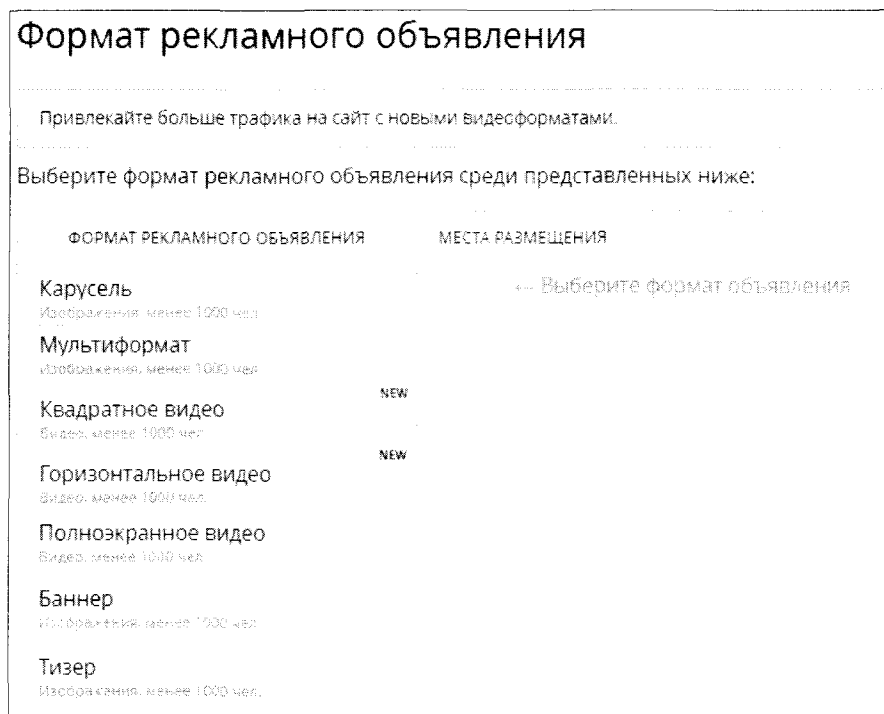 Формат рекламного объявления
Привлекайте больше трафика на сайт с новыми видеоформатами.
Выберите формат рекламного объявления среди представленных ниже:
ФОРМАТ РЕКЛАМНОГО ОБЪЯВЛЕНИЯ МЕСТА РАЗМЕЩЕНИЯ
Карусель ← Выберите формат объявления
Изображения, менее 1000 чел.
Мультиформат
Изображения, менее 1000 чел.
NEW
Квадратное видео
Видео, менее 1000 чел.
NEW
Горизонтальное видео
Видео, менее 1000 чел.
Полноэкранное видео
Видео, менее 1000 чел.
Баннер
Изображения, менее 1000 чел.
Тизер
Изображения, менее 1000 чел.